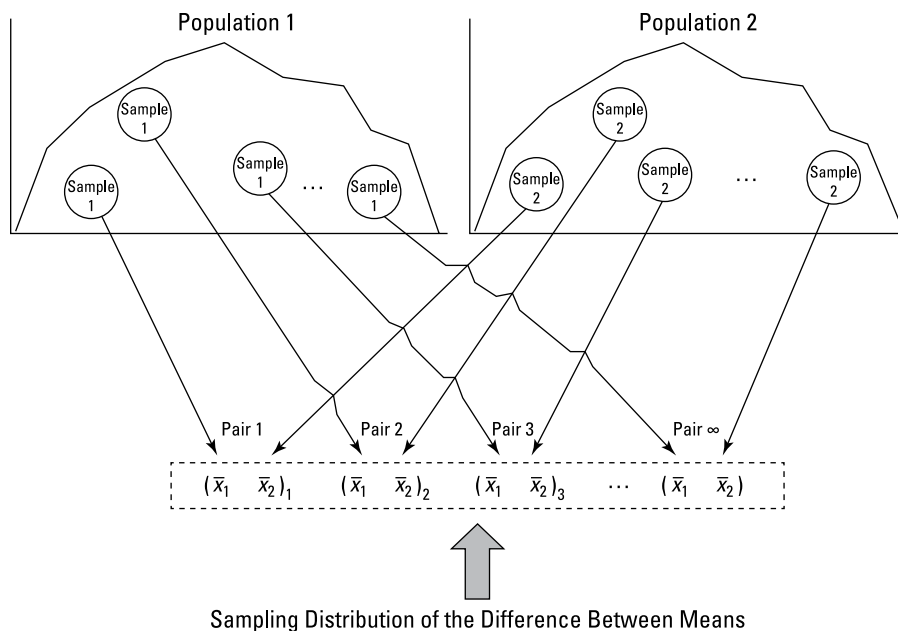 Population 1
Population 2
Sample
1
Sample
1
Sample
1
...
Sample
1
Sample
2
Sample
2
Sample
2
...
Sample
2
Pair 1
Pair 2
Pair 3
Pair ∞
(x̄₁ x̄₂)₁ (x̄₁ x̄₂)₂ (x̄₁ x̄₂)₃ ... (x̄₁ x̄₂)
Sampling Distribution of the Difference Between Means